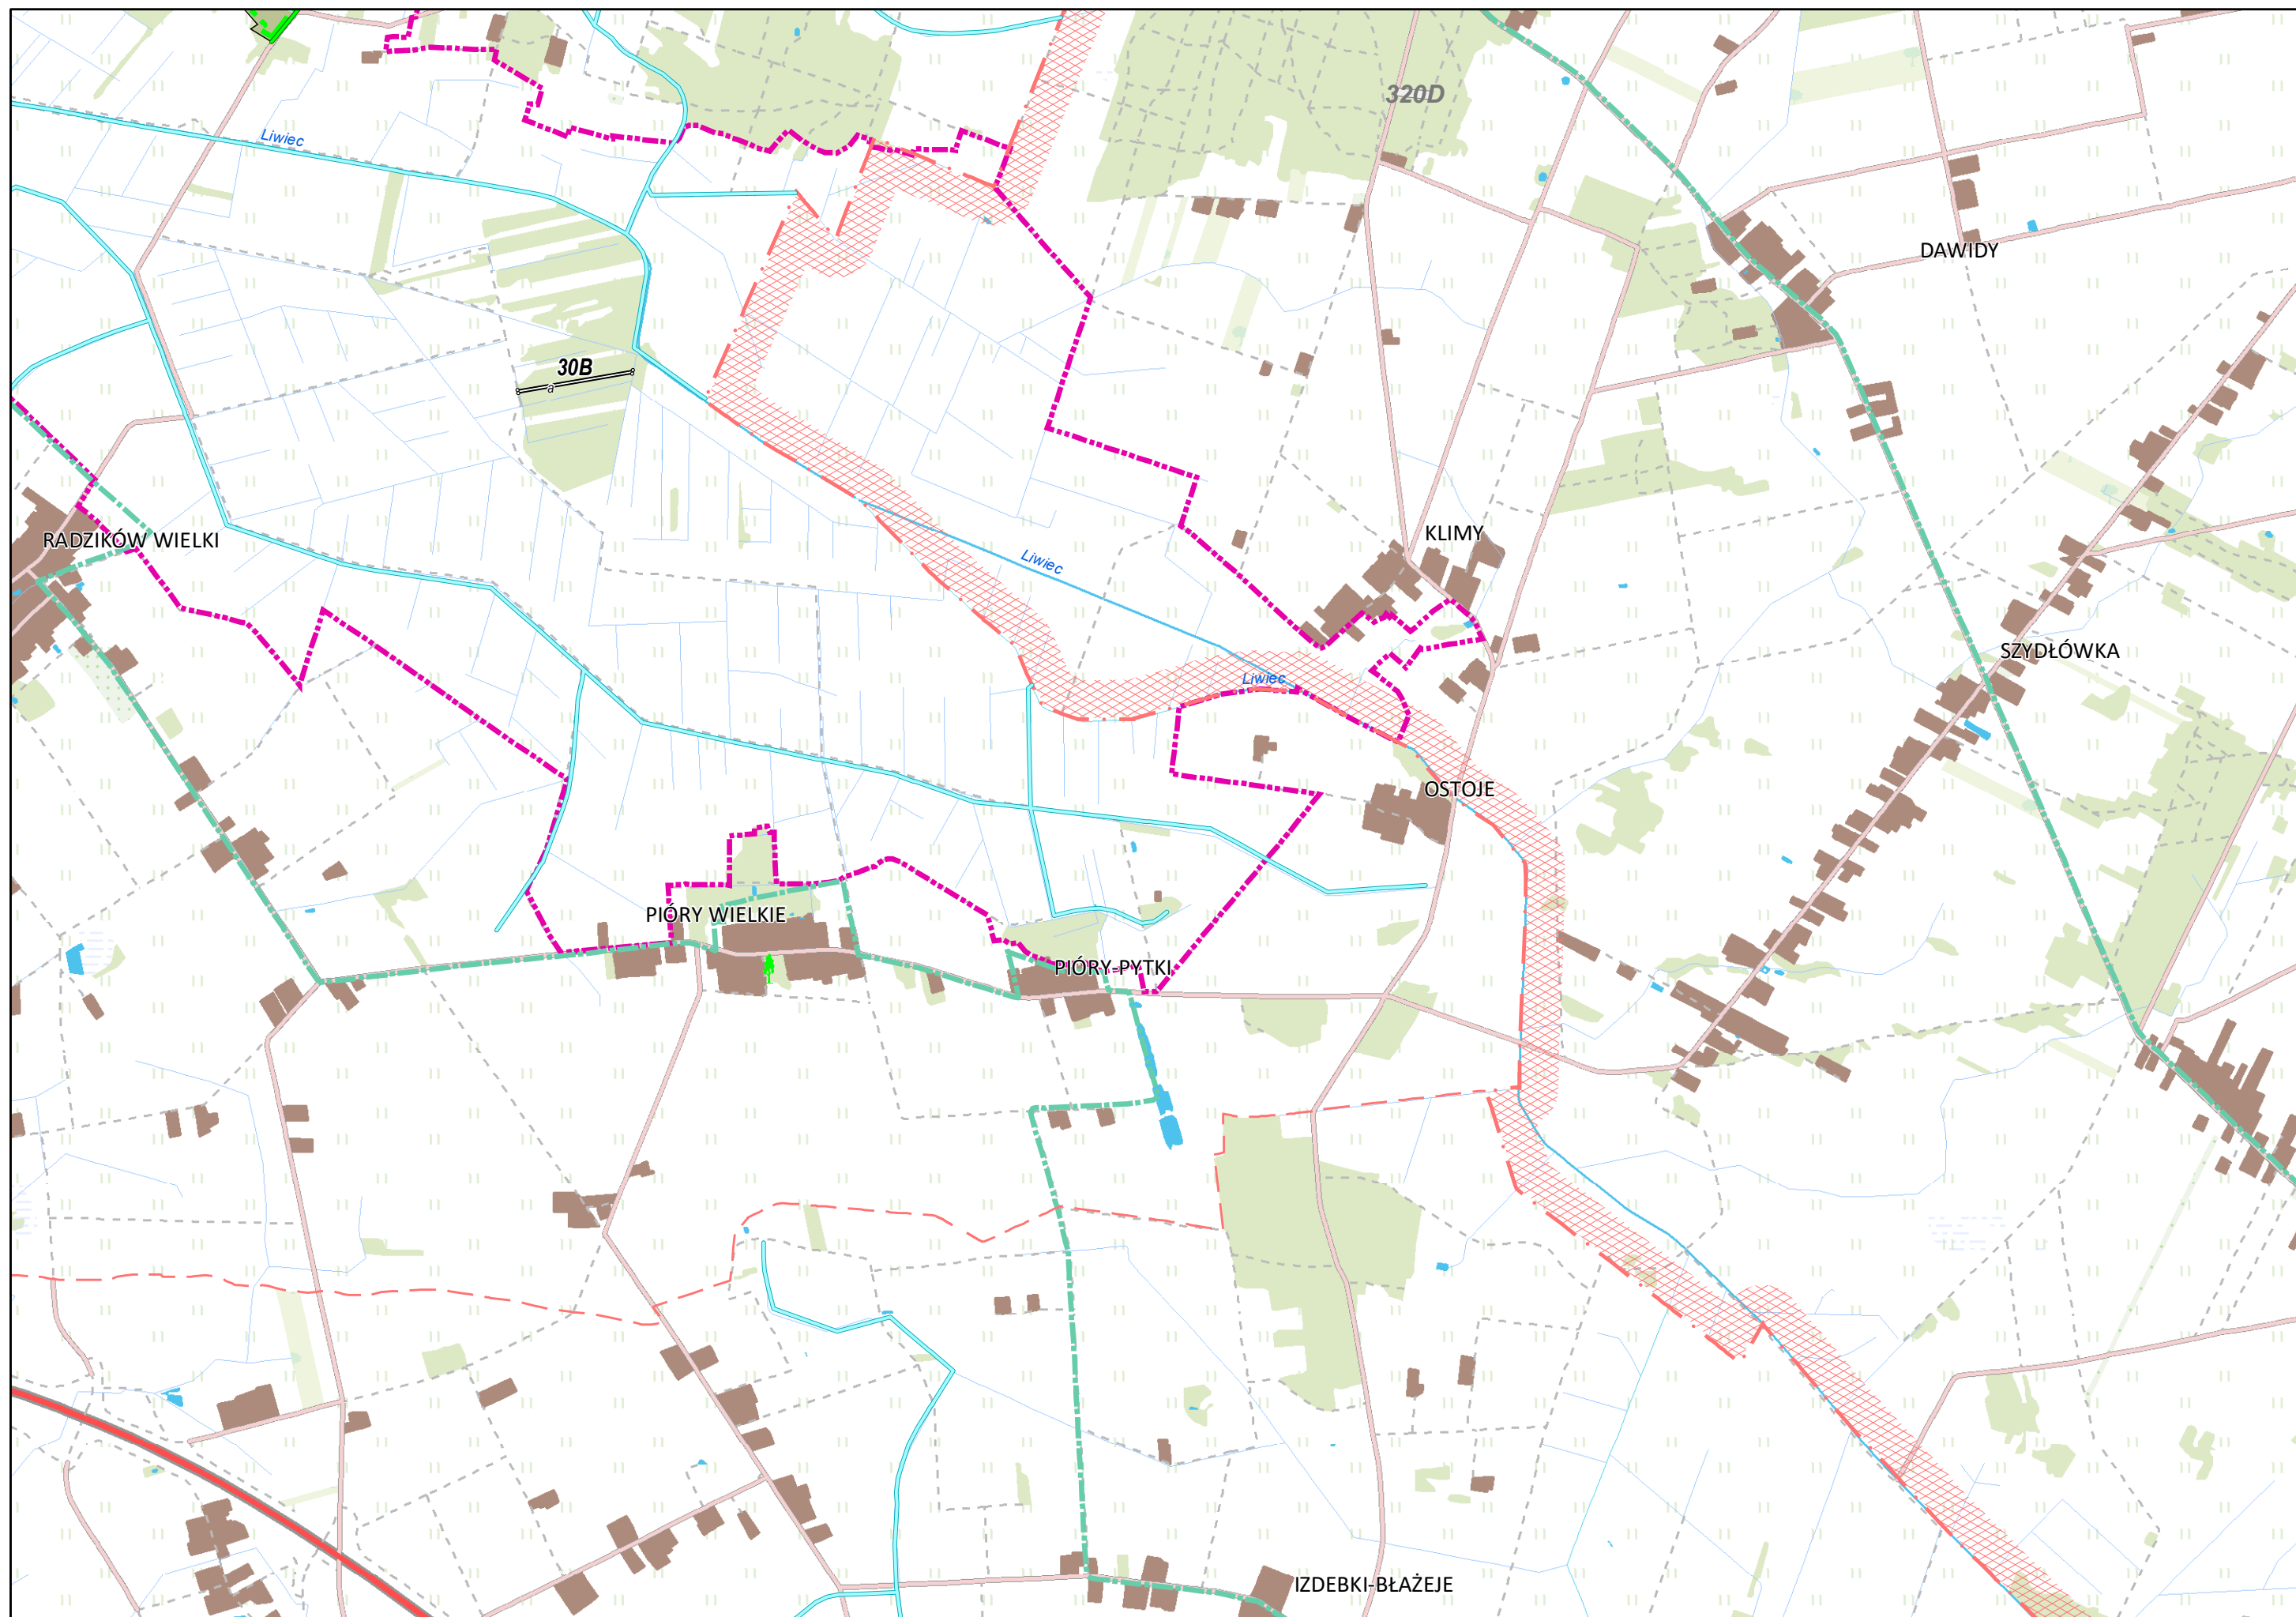 320D
Liwiec
DAWIDY
30B
a
KLIMY
RADZIKÓW WIELKI
Liwiec
SZYDŁÓWKA
Liwiec
OSTOJE
PIÓRY WIELKIE
PIÓRY-PYTKI
IZDEBKI-BŁAŻEJE